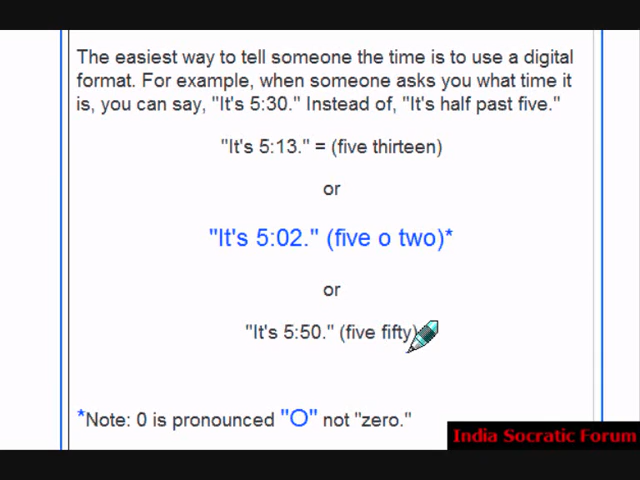 The easiest way to tell someone the time is to use a digital
format. For example, when someone asks you what time it
is, you can say, "It's 5:30." Instead of, "It's half past five."
"It's 5:13." = (five thirteen)
or
"It's 5:02." (five o two)*
or
"It's 5:50." (five fifty)
*Note: 0 is pronounced "O" not "zero."
India Socratic Forum